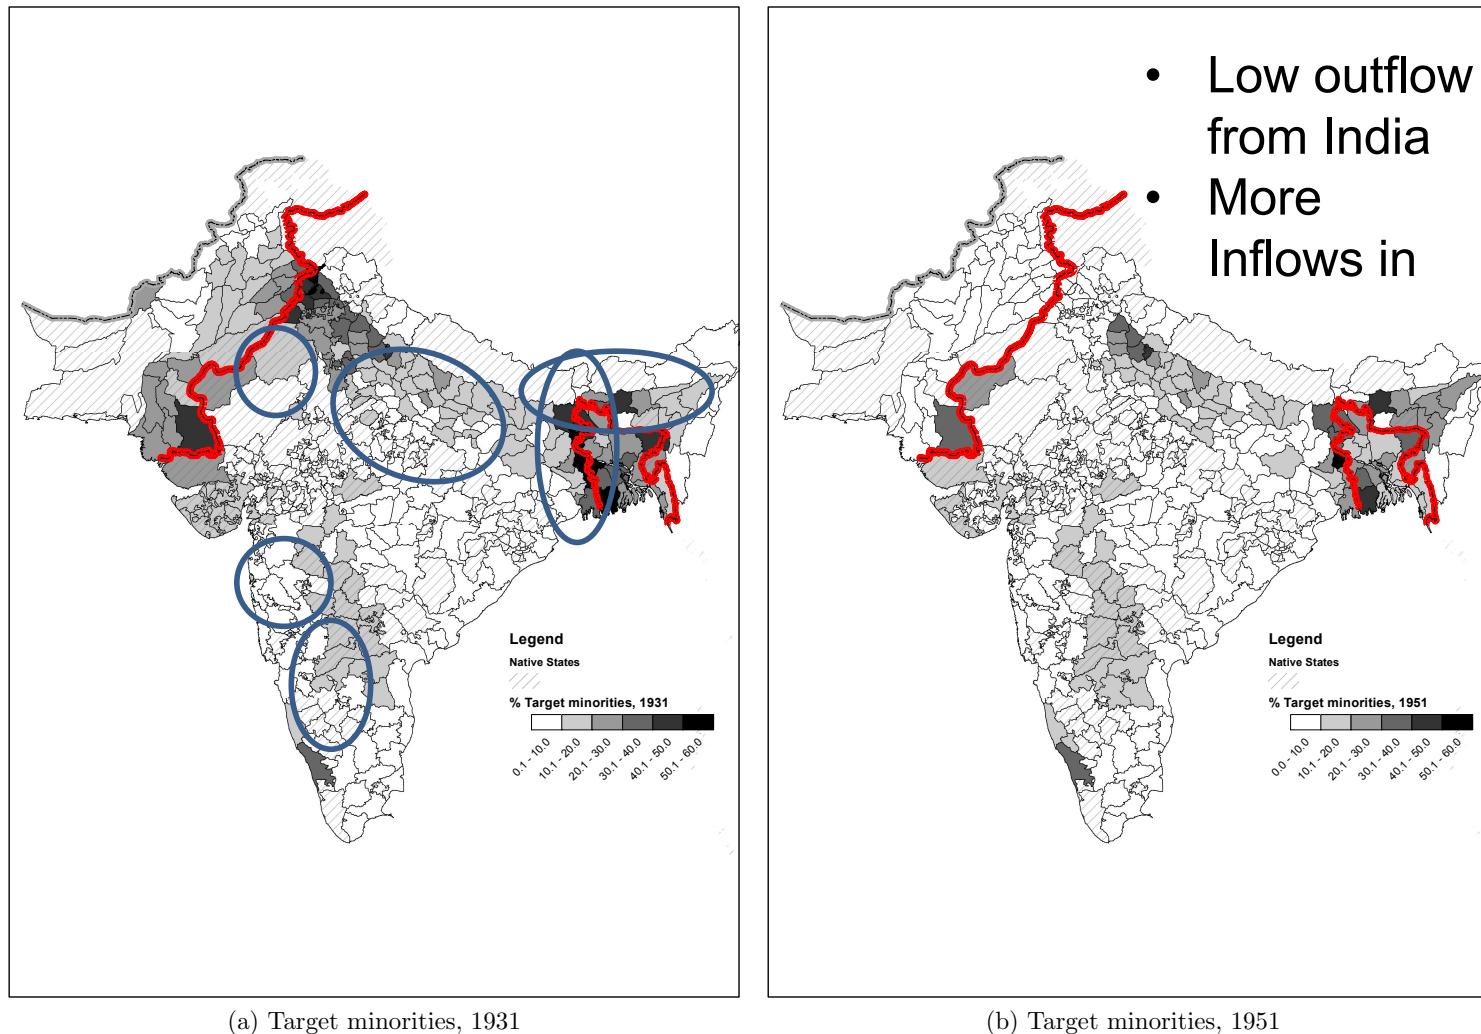 • Low outflow
from India
• More
Inflows in
Legend
Native States
% Target minorities, 1931
0.1 - 10.0
10.1 - 20.0
20.1 - 30.0
30.1 - 40.0
40.1 - 50.0
50.1 - 60.0
Legend
Native States
% Target minorities, 1951
0.0 - 10.0
10.1 - 20.0
20.1 - 30.0
30.1 - 40.0
40.1 - 50.0
50.1 - 60.0
(a) Target minorities, 1931
(b) Target minorities, 1951